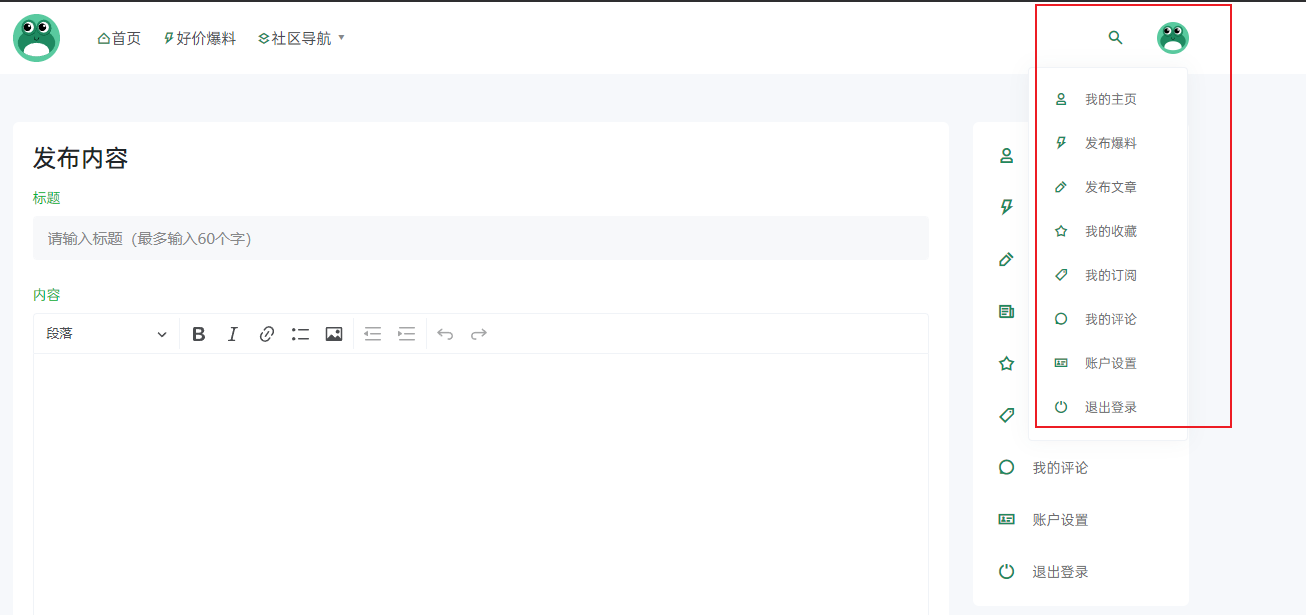 首页 好价爆料 社区导航
我的主页
发布爆料
发布文章
我的收藏
我的订阅
我的评论
账户设置
退出登录
发布内容
标题
请输入标题（最多输入60个字）
内容
段落 B I
我的评论
账户设置
退出登录